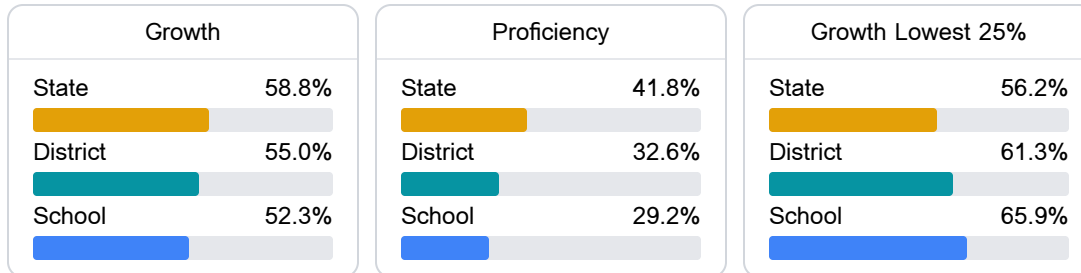 Growth
State 58.8%
District 55.0%
School 52.3%
Proficiency
State 41.8%
District 32.6%
School 29.2%
Growth Lowest 25%
State 56.2%
District 61.3%
School 65.9%